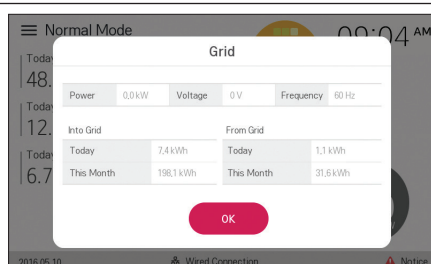 Normal Mode
09:04 AM
Grid
Today
48.
Power 0,0 kW Voltage 0 V Frequency 60 Hz
Today
12.
Into Grid From Grid
Today 7,4 kWh Today 1,1 kWh
Today
6.7
This Month 198,1 kWh This Month 31,6 kWh
OK
2016.05.10 Wired Connection Notice